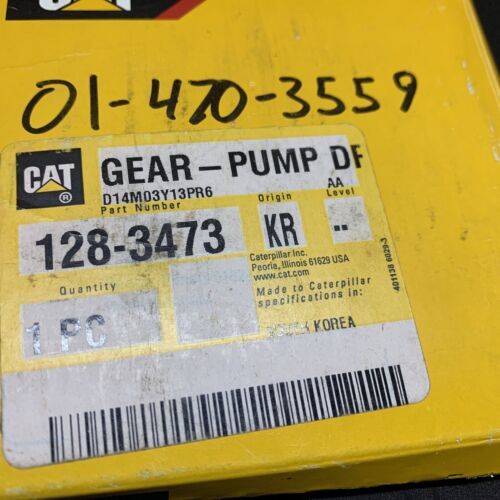 CAT
01-470-3559
CAT ®
GEAR-PUMP DF
D14M03Y13PR6
Part Number
Origin
AA
Level
128-3473
KR
--
Caterpillar Inc.
Peoria, Illinois 61629 USA
www.cat.com
Quantity
Made to Caterpillar
specifications in:
1 PC
KOREA